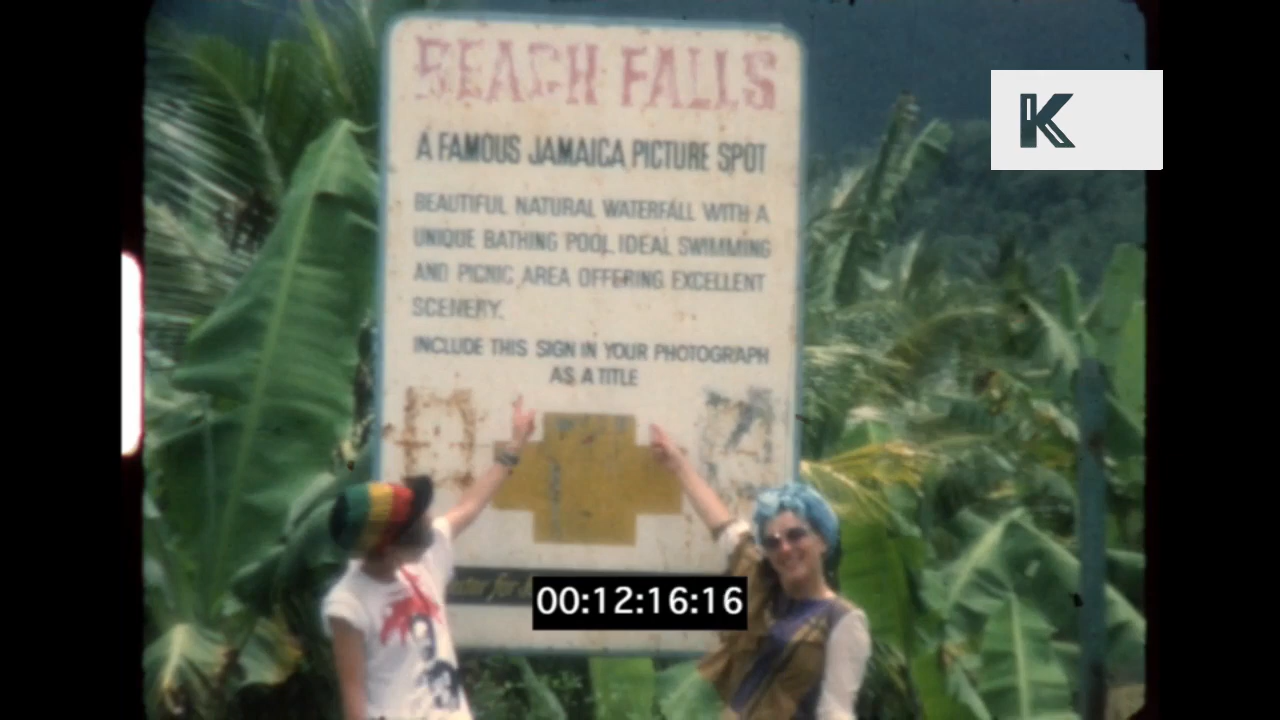 BEACH FALLS
K
A FAMOUS JAMAICA PICTURE SPOT
BEAUTIFUL NATURAL WATERFALL WITH A
UNIQUE BATHING POOL, IDEAL SWIMMING
AND PICNIC AREA OFFERING EXCELLENT
SCENERY.
INCLUDE THIS SIGN IN YOUR PHOTOGRAPH
AS A TITLE
for
00:12:16:16